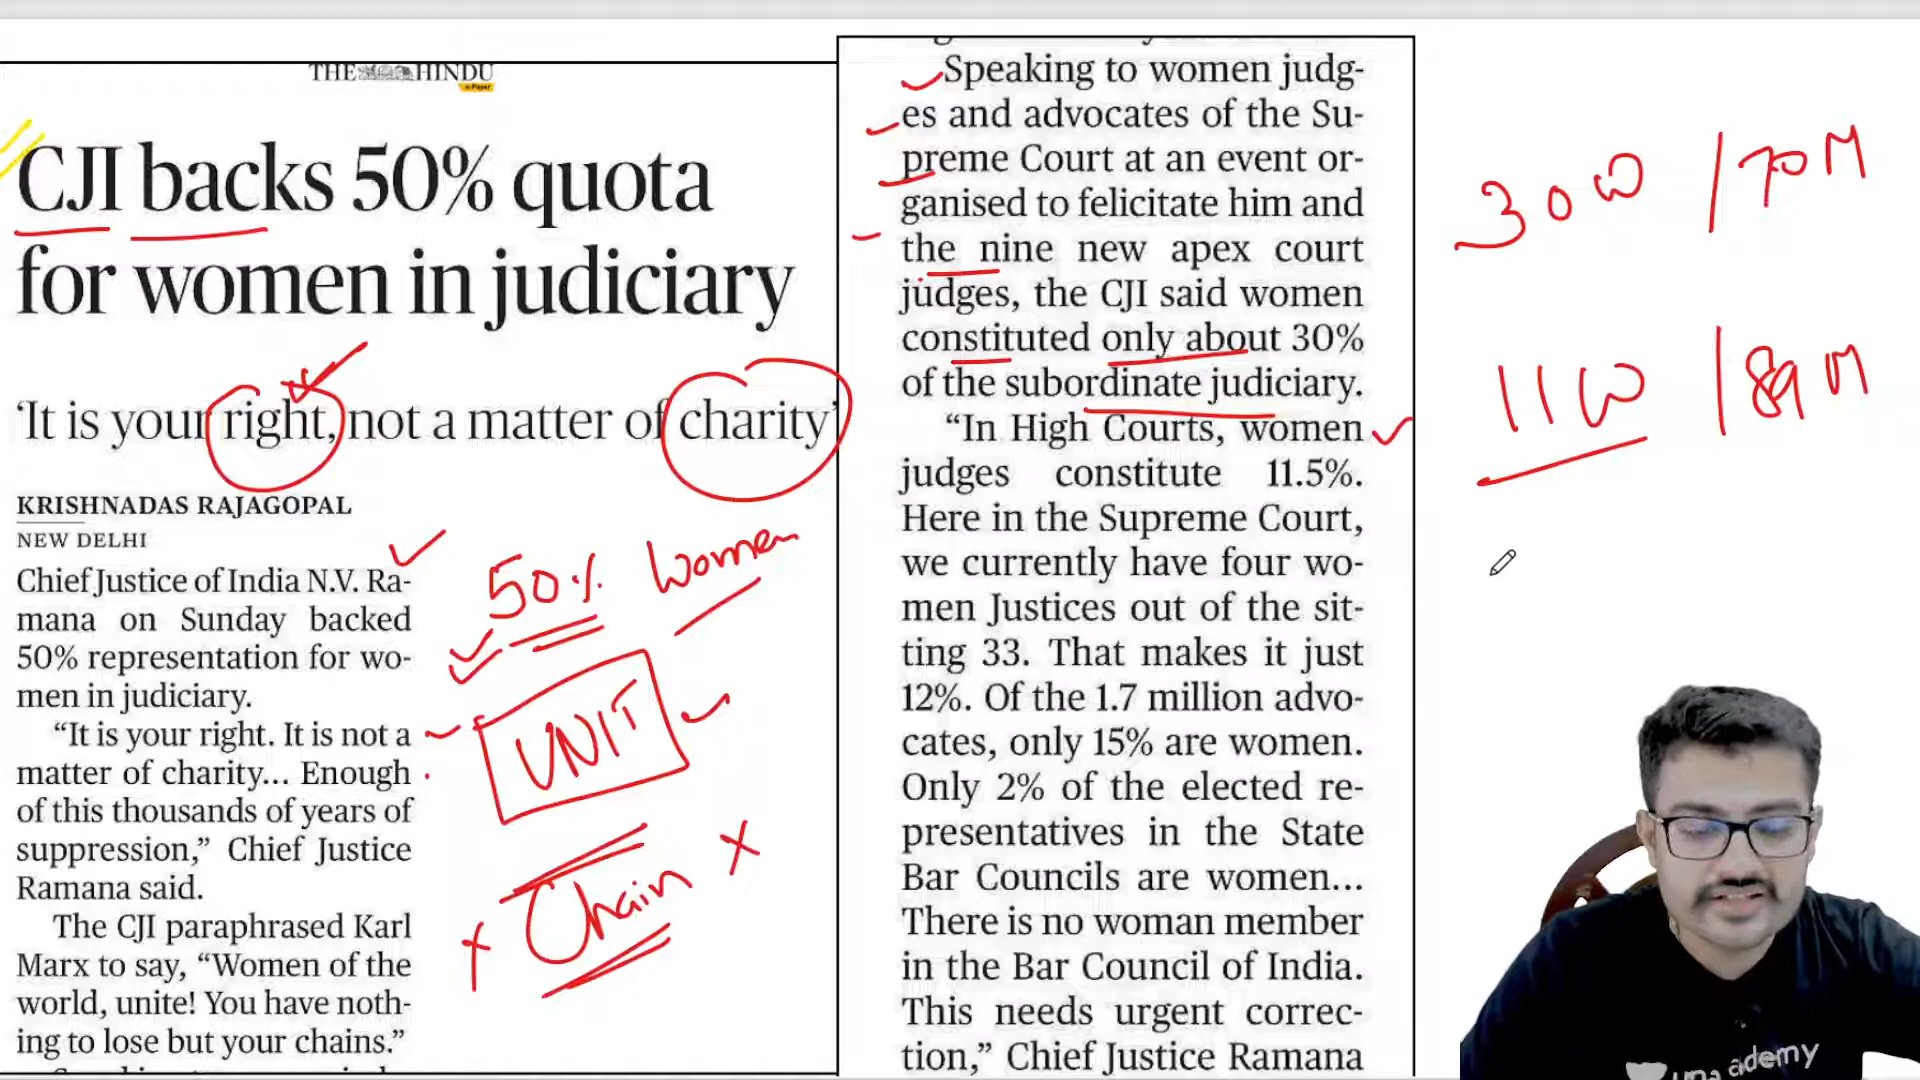 THE HINDU
e-Paper
CJI backs 50% quota
for women in judiciary
‘It is your right, not a matter of charity’
KRISHNADAS RAJAGOPAL
NEW DELHI
Chief Justice of India N.V. Ra-
mana on Sunday backed
50% representation for wo-
men in judiciary.
“It is your right. It is not a
matter of charity... Enough
of this thousands of years of
suppression,” Chief Justice
Ramana said.
The CJI paraphrased Karl
Marx to say, “Women of the
world, unite! You have noth-
ing to lose but your chains.”
50% women
UNIT
Chain
Speaking to women judg-
es and advocates of the Su-
preme Court at an event or-
ganised to felicitate him and
the nine new apex court
judges, the CJI said women
constituted only about 30%
of the subordinate judiciary.
“In High Courts, women
judges constitute 11.5%.
Here in the Supreme Court,
we currently have four wo-
men Justices out of the sit-
ting 33. That makes it just
12%. Of the 1.7 million advo-
cates, only 15% are women.
Only 2% of the elected re-
presentatives in the State
Bar Councils are women...
There is no woman member
in the Bar Council of India.
This needs urgent correc-
tion,” Chief Justice Ramana
30 W / 70 M
11 W / 89 M